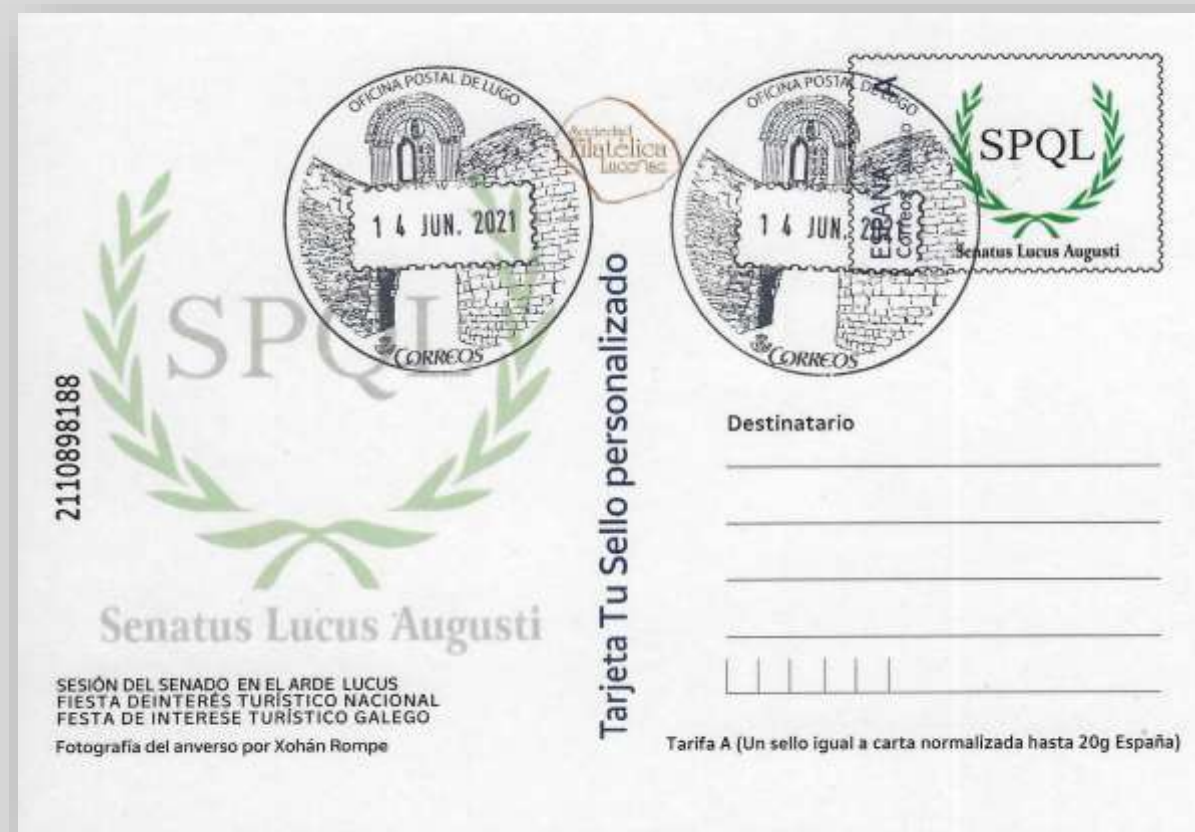 OFICINA POSTAL DE LUGO
14 JUN. 2021
CORREOS
Sociedad
Filatélica
Lucense
OFICINA POSTAL DE LUGO
14 JUN.
CORREOS
ESPAÑA A
Correos
SPQL
Senatus Lucus Augusti
SPQL
Senatus Lucus Augusti
2110898188
Tarjeta Tu Sello personalizado
Destinatario
SESIÓN DEL SENADO EN EL ARDE LUCUS
FIESTA DEINTERÉS TURÍSTICO NACIONAL
FESTA DE INTERESE TURÍSTICO GALEGO
Fotografía del anverso por Xohán Rompe
Tarifa A (Un sello igual a carta normalizada hasta 20g España)